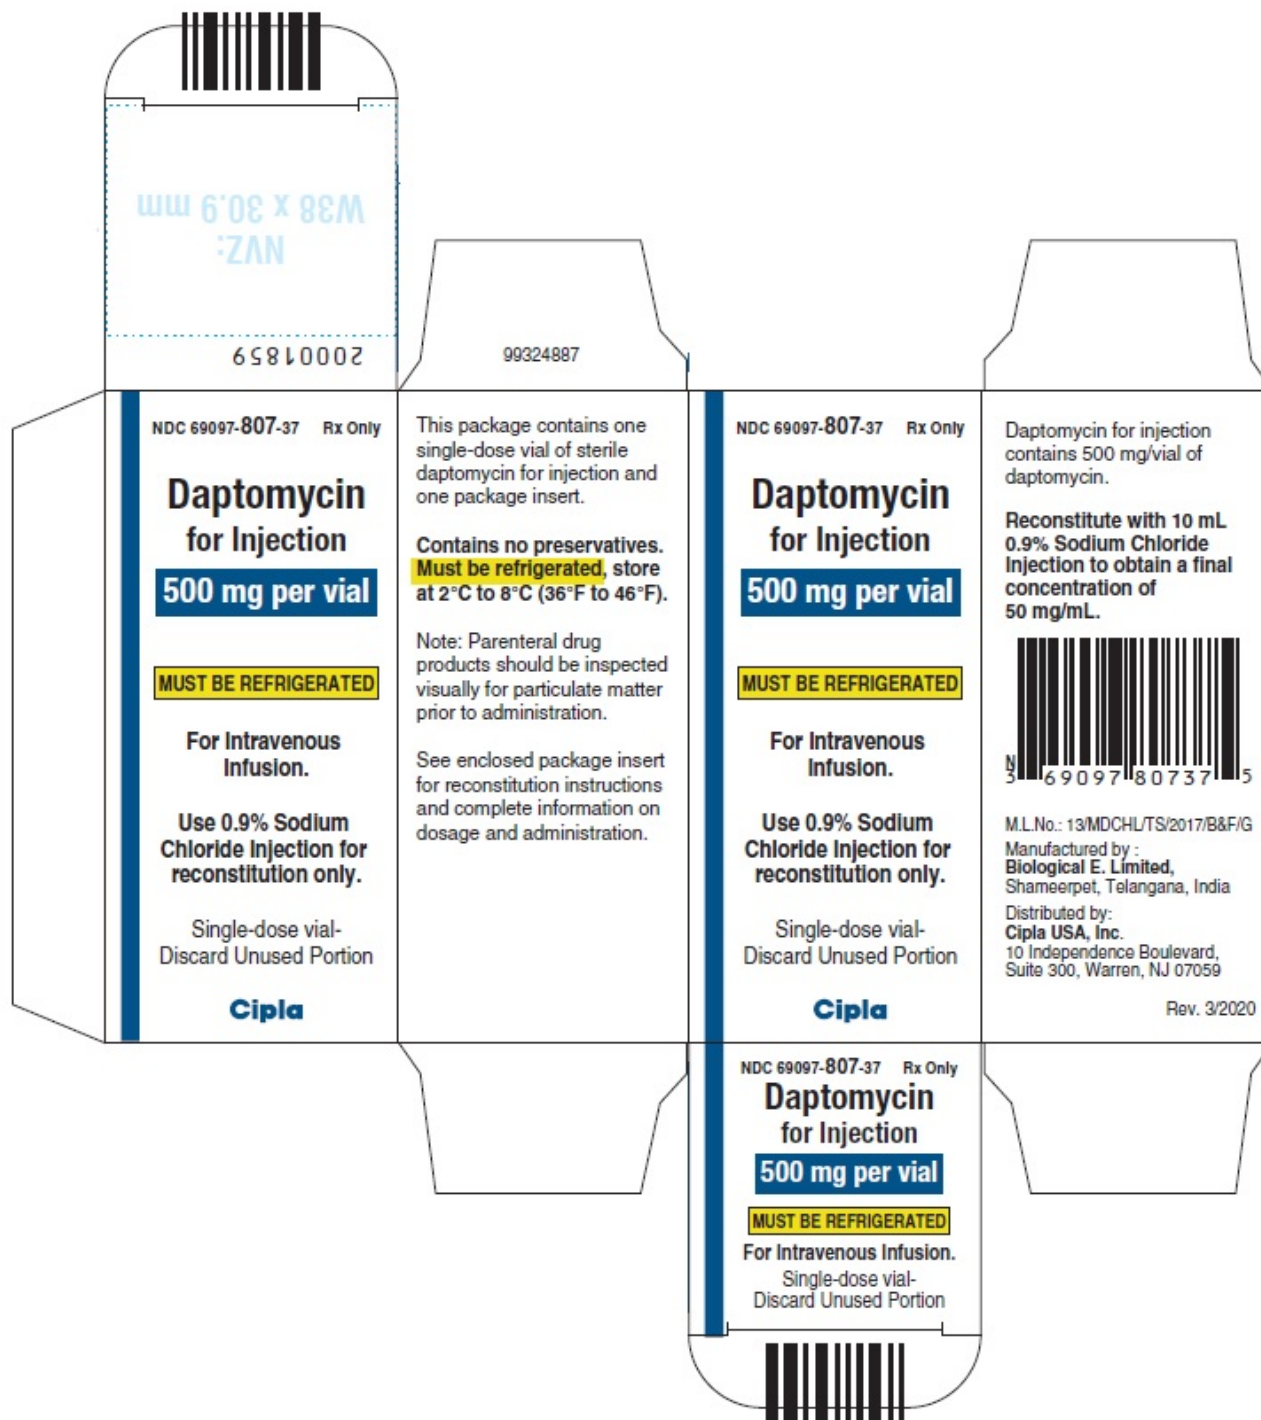 NVZ:
W38 x 30.9 mm
20001859
99324887
NDC 69097-807-37 Rx Only
Daptomycin
for Injection
500 mg per vial
MUST BE REFRIGERATED
For Intravenous
Infusion.
Use 0.9% Sodium
Chloride Injection for
reconstitution only.
Single-dose vial-
Discard Unused Portion
Cipla
This package contains one
single-dose vial of sterile
daptomycin for injection and
one package insert.
Contains no preservatives.
Must be refrigerated, store
at 2°C to 8°C (36°F to 46°F).
Note: Parenteral drug
products should be inspected
visually for particulate matter
prior to administration.
See enclosed package insert
for reconstitution instructions
and complete information on
dosage and administration.
NDC 69097-807-37 Rx Only
Daptomycin
for Injection
500 mg per vial
MUST BE REFRIGERATED
For Intravenous
Infusion.
Use 0.9% Sodium
Chloride Injection for
reconstitution only.
Single-dose vial-
Discard Unused Portion
Cipla
Daptomycin for injection
contains 500 mg/vial of
daptomycin.
Reconstitute with 10 mL
0.9% Sodium Chloride
Injection to obtain a final
concentration of
50 mg/mL.
N
3 69097 80737 5
M.L.No.: 13/MDCHL/TS/2017/B&F/G
Manufactured by :
Biological E. Limited,
Shameerpet, Telangana, India
Distributed by:
Cipla USA, Inc.
10 Independence Boulevard,
Suite 300, Warren, NJ 07059
Rev. 3/2020
NDC 69097-807-37 Rx Only
Daptomycin
for Injection
500 mg per vial
MUST BE REFRIGERATED
For Intravenous Infusion.
Single-dose vial-
Discard Unused Portion